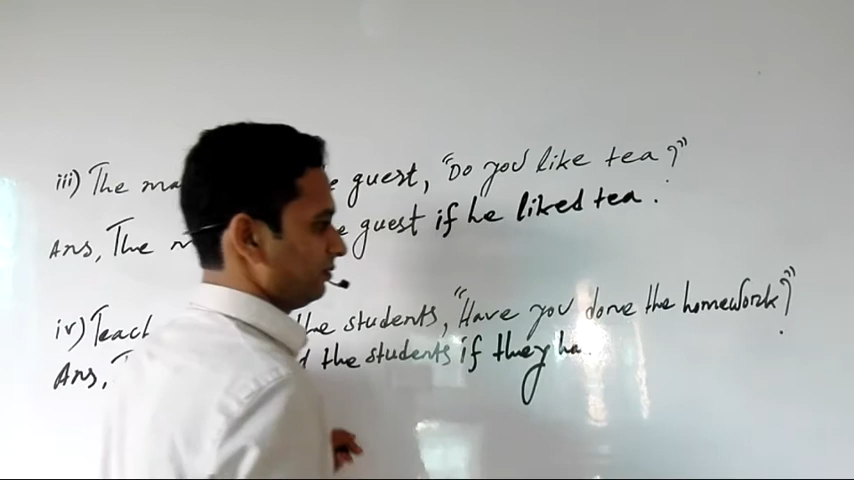 iii) The ma guest, "Do you like tea?"
Ans, The guest if he liked tea.
iv) Teach the students, "Have you done the homework?"
Ans, the students if they ha